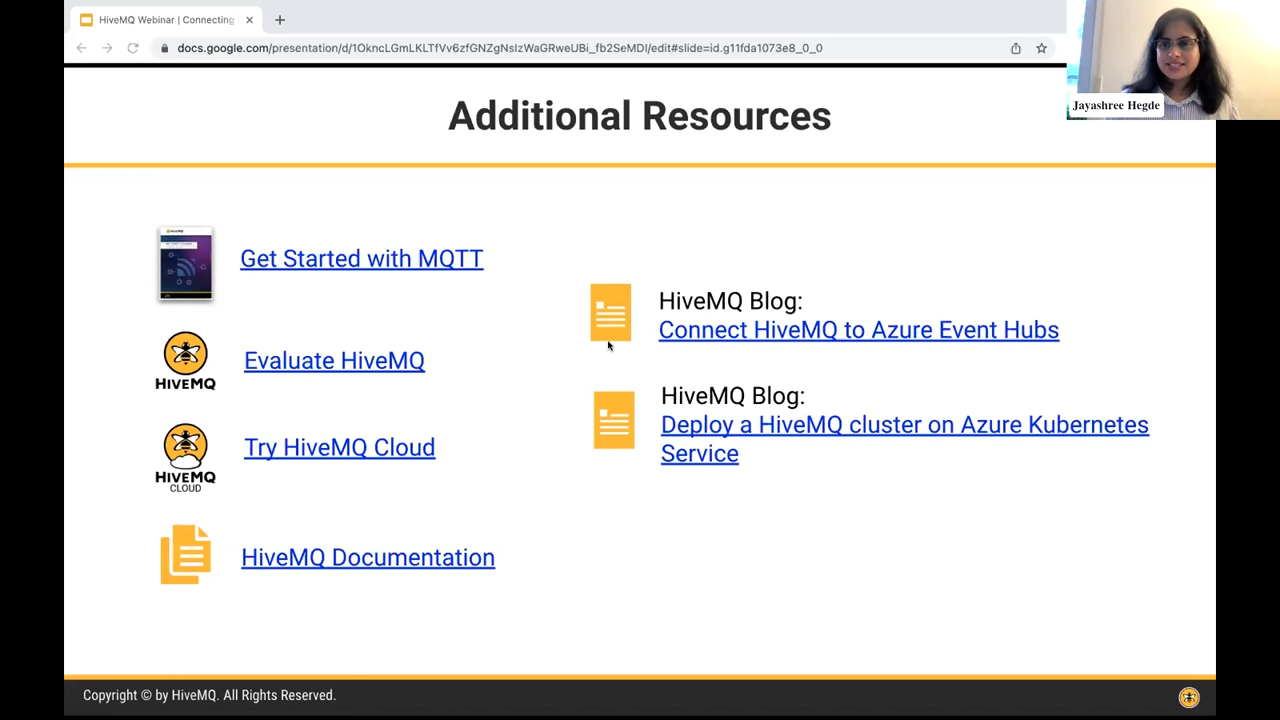 HiveMQ Webinar | Connecting
docs.google.com/presentation/d/1OkncLGmLKLTfVv6zfGNZgNsIzWaGRweUBi_fb2SeMDI/edit#slide=id.g11fda1073e8_0_0
Jayashree Hegde
Additional Resources
Get Started with MQTT
Evaluate HiveMQ
HIVEMQ
Try HiveMQ Cloud
HIVEMQ
CLOUD
HiveMQ Documentation
HiveMQ Blog:
Connect HiveMQ to Azure Event Hubs
HiveMQ Blog:
Deploy a HiveMQ cluster on Azure Kubernetes
Service
Copyright © by HiveMQ. All Rights Reserved.